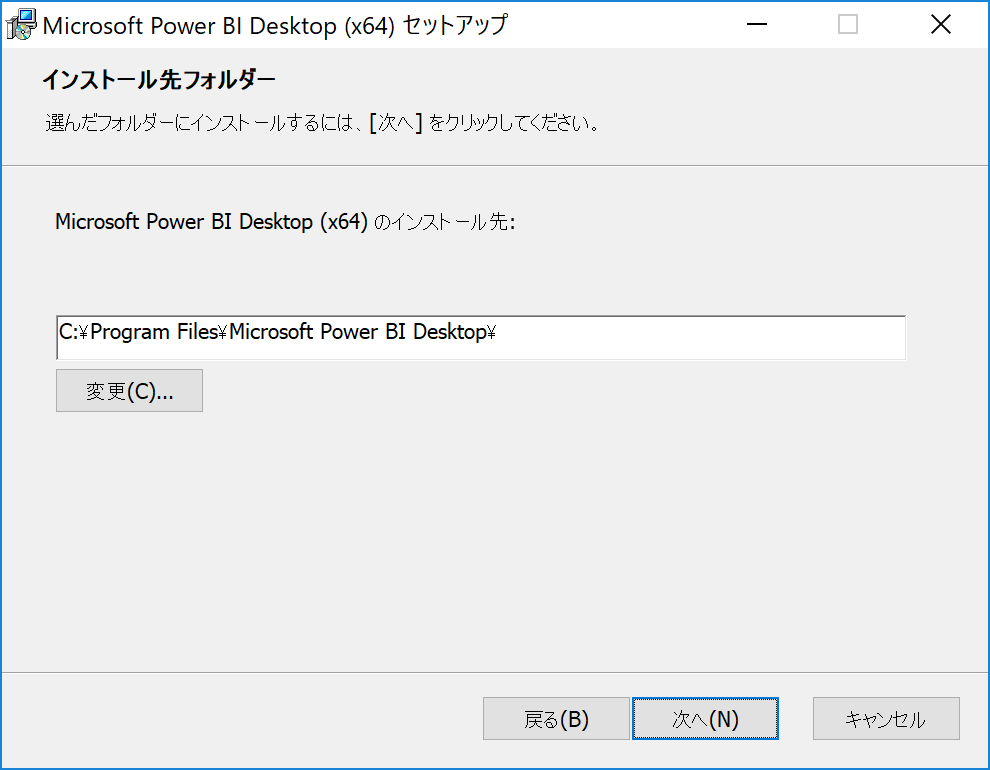 Microsoft Power BI Desktop (x64) セットアップ
インストール先フォルダー
選んだフォルダーにインストールするには、[次へ] をクリックしてください。
Microsoft Power BI Desktop (x64) のインストール先:
C:¥Program Files¥Microsoft Power BI Desktop¥
変更(C)...
戻る(B)
次へ(N)
キャンセル